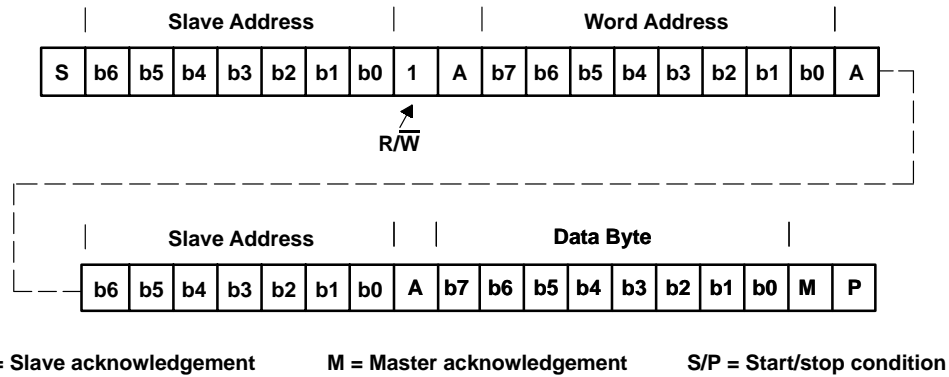 Slave Address Word Address
S b6 b5 b4 b3 b2 b1 b0 1 A b7 b6 b5 b4 b3 b2 b1 b0 A
R/W̅
Slave Address Data Byte
b6 b5 b4 b3 b2 b1 b0 A b7 b6 b5 b4 b3 b2 b1 b0 M P
= Slave acknowledgement M = Master acknowledgement S/P = Start/stop condition